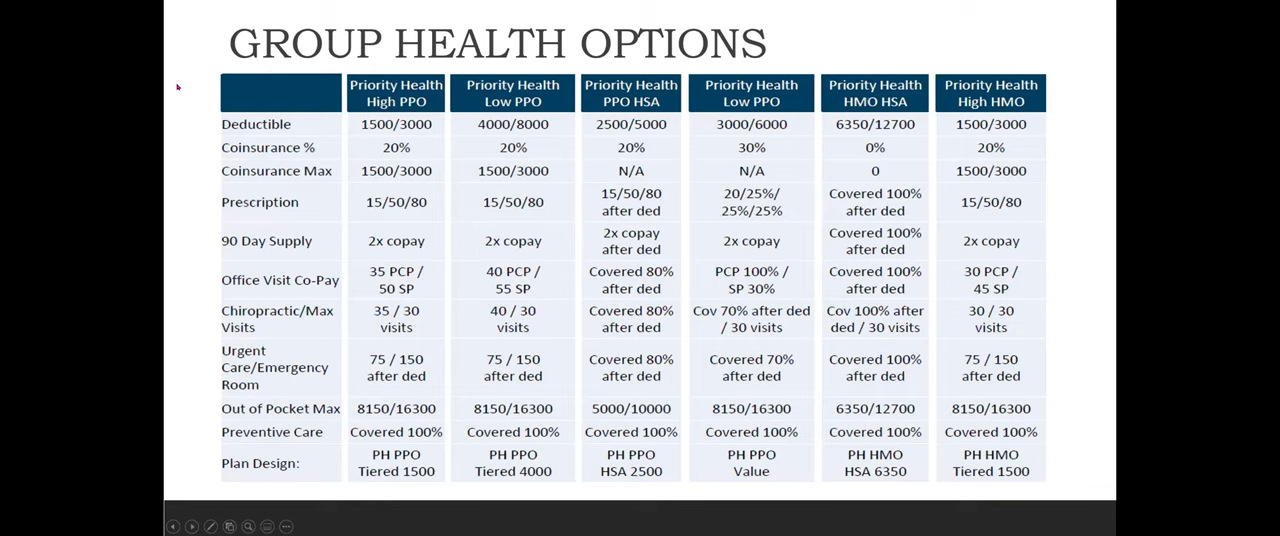 GROUP HEALTH OPTIONS
Priority Health Priority Health Priority Health Priority Health Priority Health Priority Health
High PPO Low PPO PPO HSA Low PPO HMO HSA High HMO
Deductible 1500/3000 4000/8000 2500/5000 3000/6000 6350/12700 1500/3000
Coinsurance % 20% 20% 20% 30% 0% 20%
Coinsurance Max 1500/3000 1500/3000 N/A N/A 0 1500/3000
Prescription 15/50/80 15/50/80 15/50/80 after ded 20/25%/ 25%/25% Covered 100% after ded 15/50/80
90 Day Supply 2x copay 2x copay 2x copay after ded 2x copay Covered 100% after ded 2x copay
Office Visit Co-Pay 35 PCP / 50 SP 40 PCP / 55 SP Covered 80% after ded PCP 100% / SP 30% Covered 100% after ded 30 PCP / 45 SP
Chiropractic/Max Visits 35 / 30 visits 40 / 30 visits Covered 80% after ded Cov 70% after ded / 30 visits Cov 100% after ded / 30 visits 30 / 30 visits
Urgent Care/Emergency Room 75 / 150 after ded 75 / 150 after ded Covered 80% after ded Covered 70% after ded Covered 100% after ded 75 / 150 after ded
Out of Pocket Max 8150/16300 8150/16300 5000/10000 8150/16300 6350/12700 8150/16300
Preventive Care Covered 100% Covered 100% Covered 100% Covered 100% Covered 100% Covered 100%
Plan Design: PH PPO Tiered 1500 PH PPO Tiered 4000 PH PPO HSA 2500 PH PPO Value PH HMO HSA 6350 PH HMO Tiered 1500